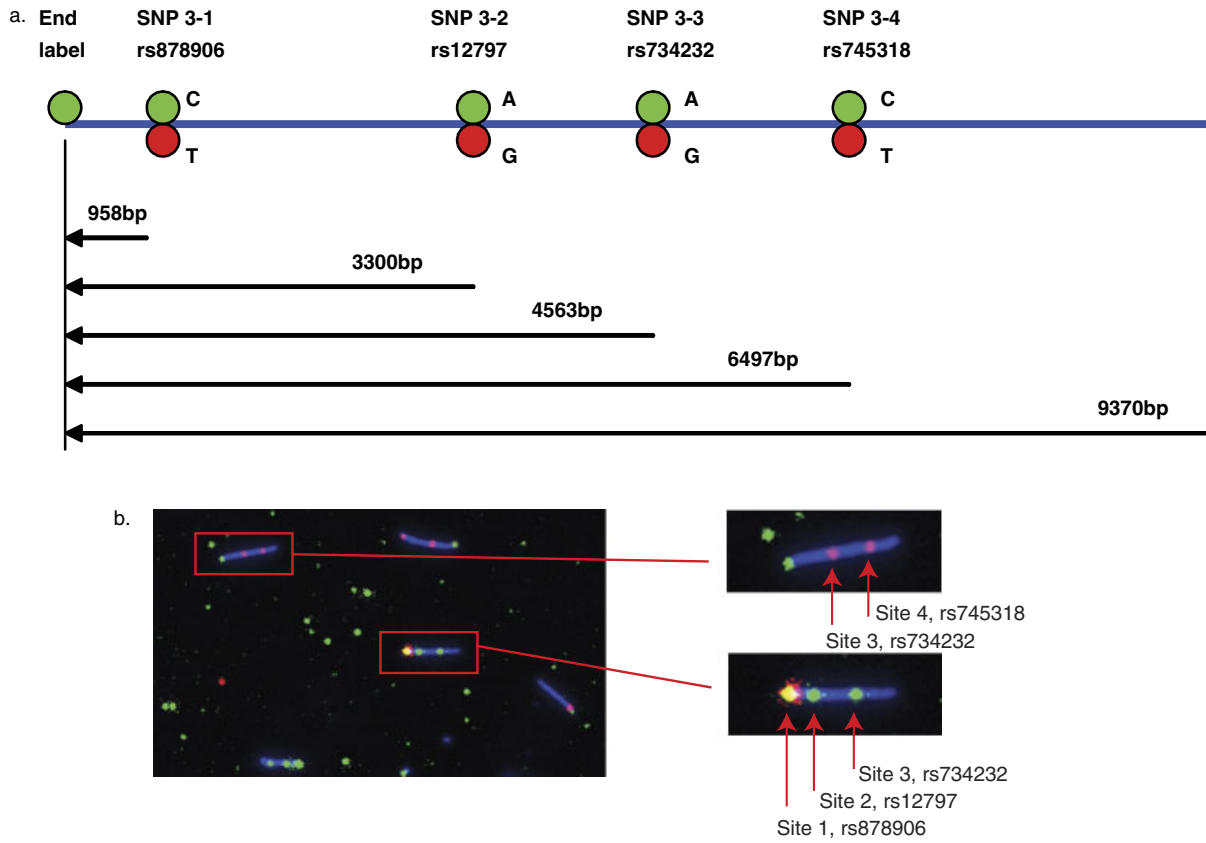 a. End SNP 3-1 SNP 3-2 SNP 3-3 SNP 3-4
label rs878906 rs12797 rs734232 rs745318
C A A C
T G G T
958bp
3300bp
4563bp
6497bp
9370bp
b.
Site 4, rs745318
Site 3, rs734232
Site 3, rs734232
Site 2, rs12797
Site 1, rs878906